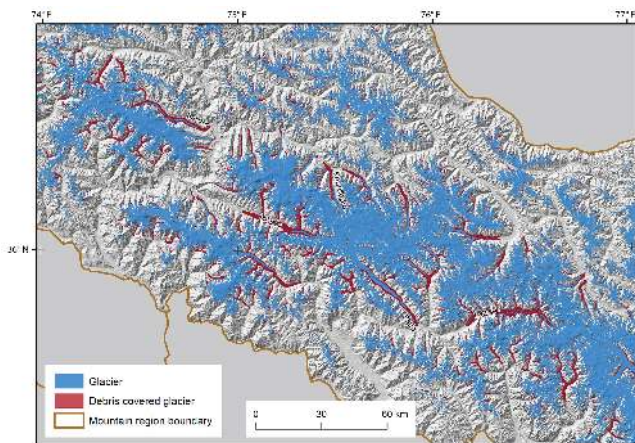 74°E 75°E 76°E 77°E
36°N
Glacier
Debris covered glacier
Mountain region boundary
0 30 60 km